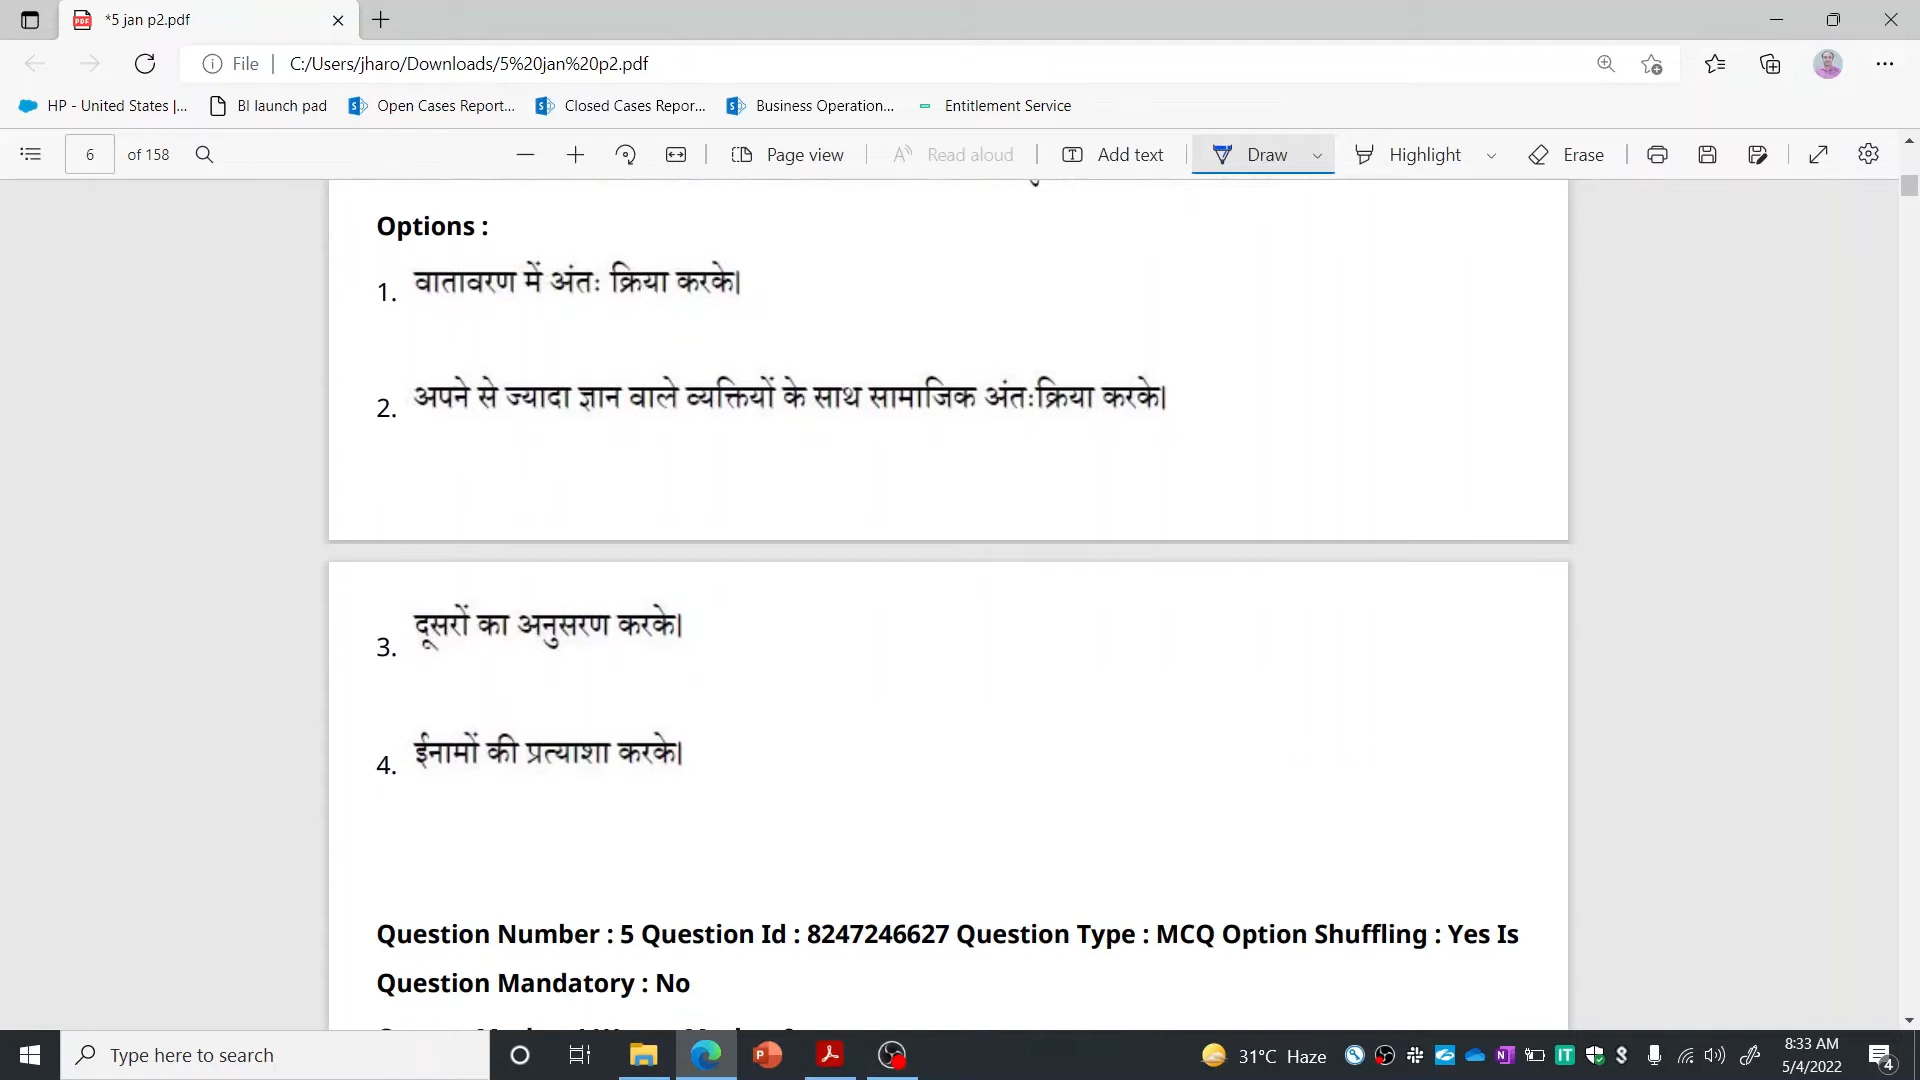 *5 jan p2.pdf
File
C:/Users/jharo/Downloads/5%20jan%20p2.pdf
HP - United States |...
BI launch pad
Open Cases Report...
Closed Cases Repor...
Business Operation...
Entitlement Service
6 of 158
Page view
Read aloud
Add text
Draw
Highlight
Erase
Options :
1. वातावरण में अंतः क्रिया करके।
2. अपने से ज्यादा ज्ञान वाले व्यक्तियों के साथ सामाजिक अंतःक्रिया करके।
3. दूसरों का अनुसरण करके।
4. ईनामों की प्रत्याशा करके।
Question Number : 5 Question Id : 8247246627 Question Type : MCQ Option Shuffling : Yes Is
Question Mandatory : No
Type here to search
31°C Haze
8:33 AM
5/4/2022
4